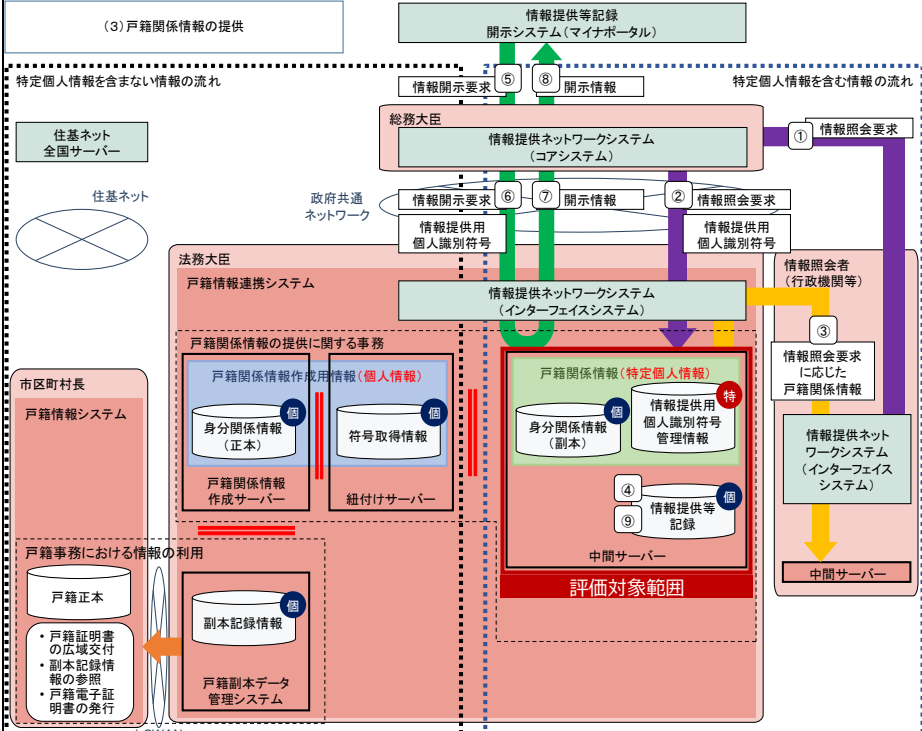 (3)戸籍関係情報の提供
情報提供等記録
開示システム(マイナポータル)
特定個人情報を含まない情報の流れ
特定個人情報を含む情報の流れ
⑤
⑧
情報開示要求
開示情報
住基ネット
全国サーバー
総務大臣
情報提供ネットワークシステム
(コアシステム)
①
情報照会要求
住基ネット
政府共通
ネットワーク
情報開示要求
⑥
⑦
開示情報
②
情報照会要求
情報提供用
個人識別符号
情報提供用
個人識別符号
法務大臣
戸籍情報連携システム
情報提供ネットワークシステム
(インターフェイスシステム)
情報照会者
(行政機関等)
③
情報照会要求
に応じた
戸籍関係情報
戸籍関係情報の提供に関する事務
戸籍関係情報作成用情報(個人情報)
個
身分関係情報
(正本)
個
符号取得情報
戸籍関係情報
作成サーバー
紐付けサーバー
戸籍関係情報(特定個人情報)
個
身分関係情報
(副本)
特
情報提供用
個人識別符号
管理情報
④
⑨
個
情報提供等
記録
中間サーバー
評価対象範囲
情報提供ネット
ワークシステム
(インターフェイス
システム)
中間サーバー
市区町村長
戸籍情報システム
戸籍事務における情報の利用
戸籍正本
・戸籍証明書
の広域交付
・副本記録情
報の参照
・戸籍電子証
明書の発行
個
副本記録情報
戸籍副本データ
管理システム